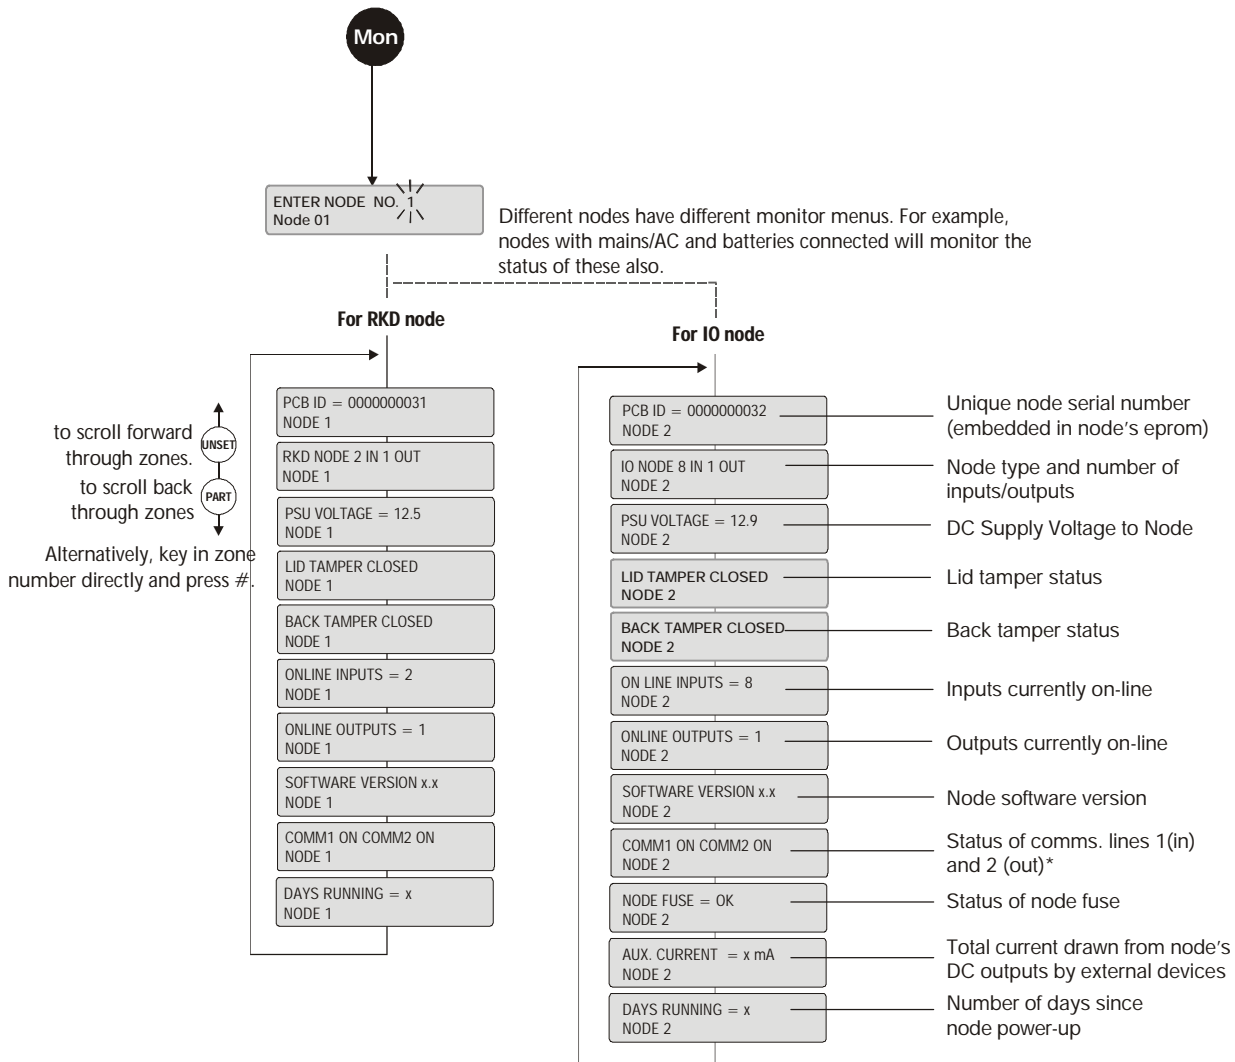 Mon
ENTER NODE NO. 1
Node 01
Different nodes have different monitor menus. For example,
nodes with mains/AC and batteries connected will monitor the
status of these also.
For RKD node
PCB ID = 0000000031
NODE 1
RKD NODE 2 IN 1 OUT
NODE 1
PSU VOLTAGE = 12.5
NODE 1
LID TAMPER CLOSED
NODE 1
BACK TAMPER CLOSED
NODE 1
ONLINE INPUTS = 2
NODE 1
ONLINE OUTPUTS = 1
NODE 1
SOFTWARE VERSION x.x
NODE 1
COMM1 ON COMM2 ON
NODE 1
DAYS RUNNING = x
NODE 1
to scroll forward
through zones.
UNSET
to scroll back
through zones
PART
Alternatively, key in zone
number directly and press #.
For IO node
PCB ID = 0000000032
NODE 2
Unique node serial number
(embedded in node's eprom)
IO NODE 8 IN 1 OUT
NODE 2
Node type and number of
inputs/outputs
PSU VOLTAGE = 12.9
NODE 2
DC Supply Voltage to Node
LID TAMPER CLOSED
NODE 2
Lid tamper status
BACK TAMPER CLOSED
NODE 2
Back tamper status
ON LINE INPUTS = 8
NODE 2
Inputs currently on-line
ONLINE OUTPUTS = 1
NODE 2
Outputs currently on-line
SOFTWARE VERSION x.x
NODE 2
Node software version
COMM1 ON COMM2 ON
NODE 2
Status of comms. lines 1(in)
and 2 (out)*
NODE FUSE = OK
NODE 2
Status of node fuse
AUX. CURRENT = x mA
NODE 2
Total current drawn from node's
DC outputs by external devices
DAYS RUNNING = x
NODE 2
Number of days since
node power-up